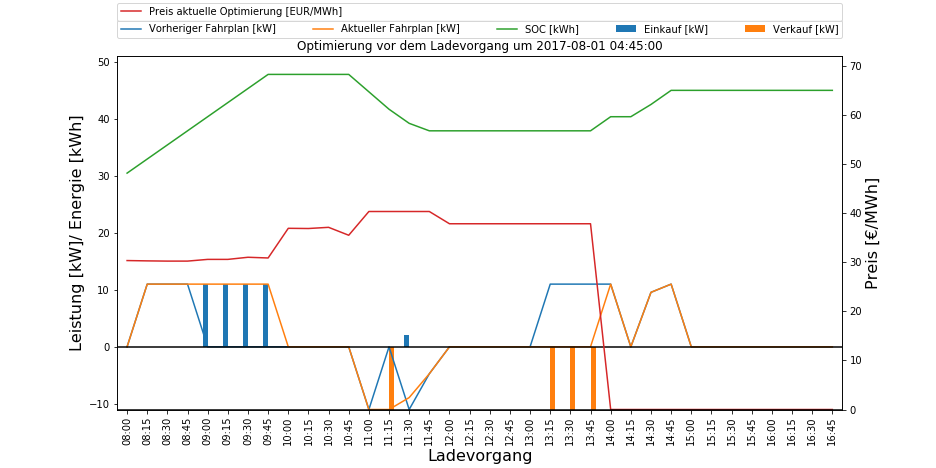 Preis aktuelle Optimierung [EUR/MWh]
Vorheriger Fahrplan [kW] Aktueller Fahrplan [kW] SOC [kWh] Einkauf [kW] Verkauf [kW]
Optimierung vor dem Ladevorgang um 2017-08-01 04:45:00
Leistung [kW]/ Energie [kWh]
50
40
30
20
10
0
−10
70
60
50
40
30
20
10
0
Preis [€/MWh]
08:00 08:15 08:30 08:45 09:00 09:15 09:30 09:45 10:00 10:15 10:30 10:45 11:00 11:15 11:30 11:45 12:00 12:15 12:30 12:45 13:00 13:15 13:30 13:45 14:00 14:15 14:30 14:45 15:00 15:15 15:30 15:45 16:00 16:15 16:30 16:45
Ladevorgang